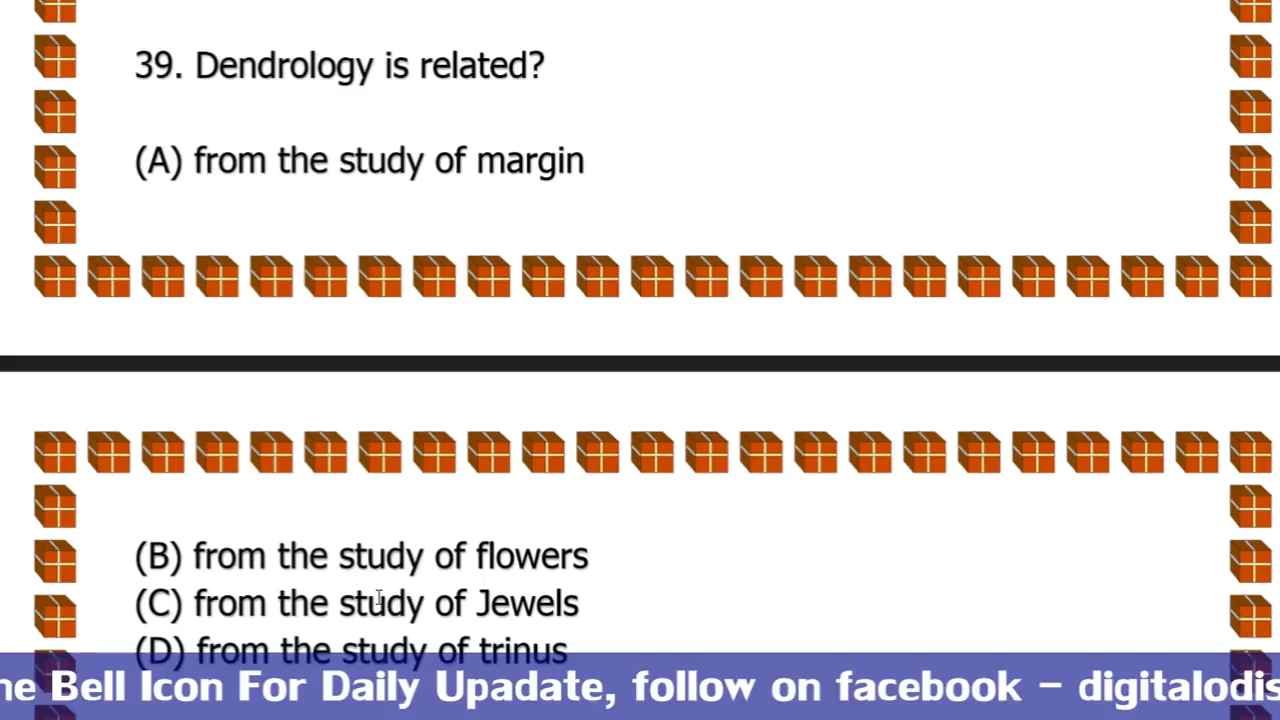 39. Dendrology is related?
(A) from the study of margin
(B) from the study of flowers
(C) from the study of Jewels
(D) from the study of trinus
Bell Icon For Daily Upadate, follow on facebook – digitalodis